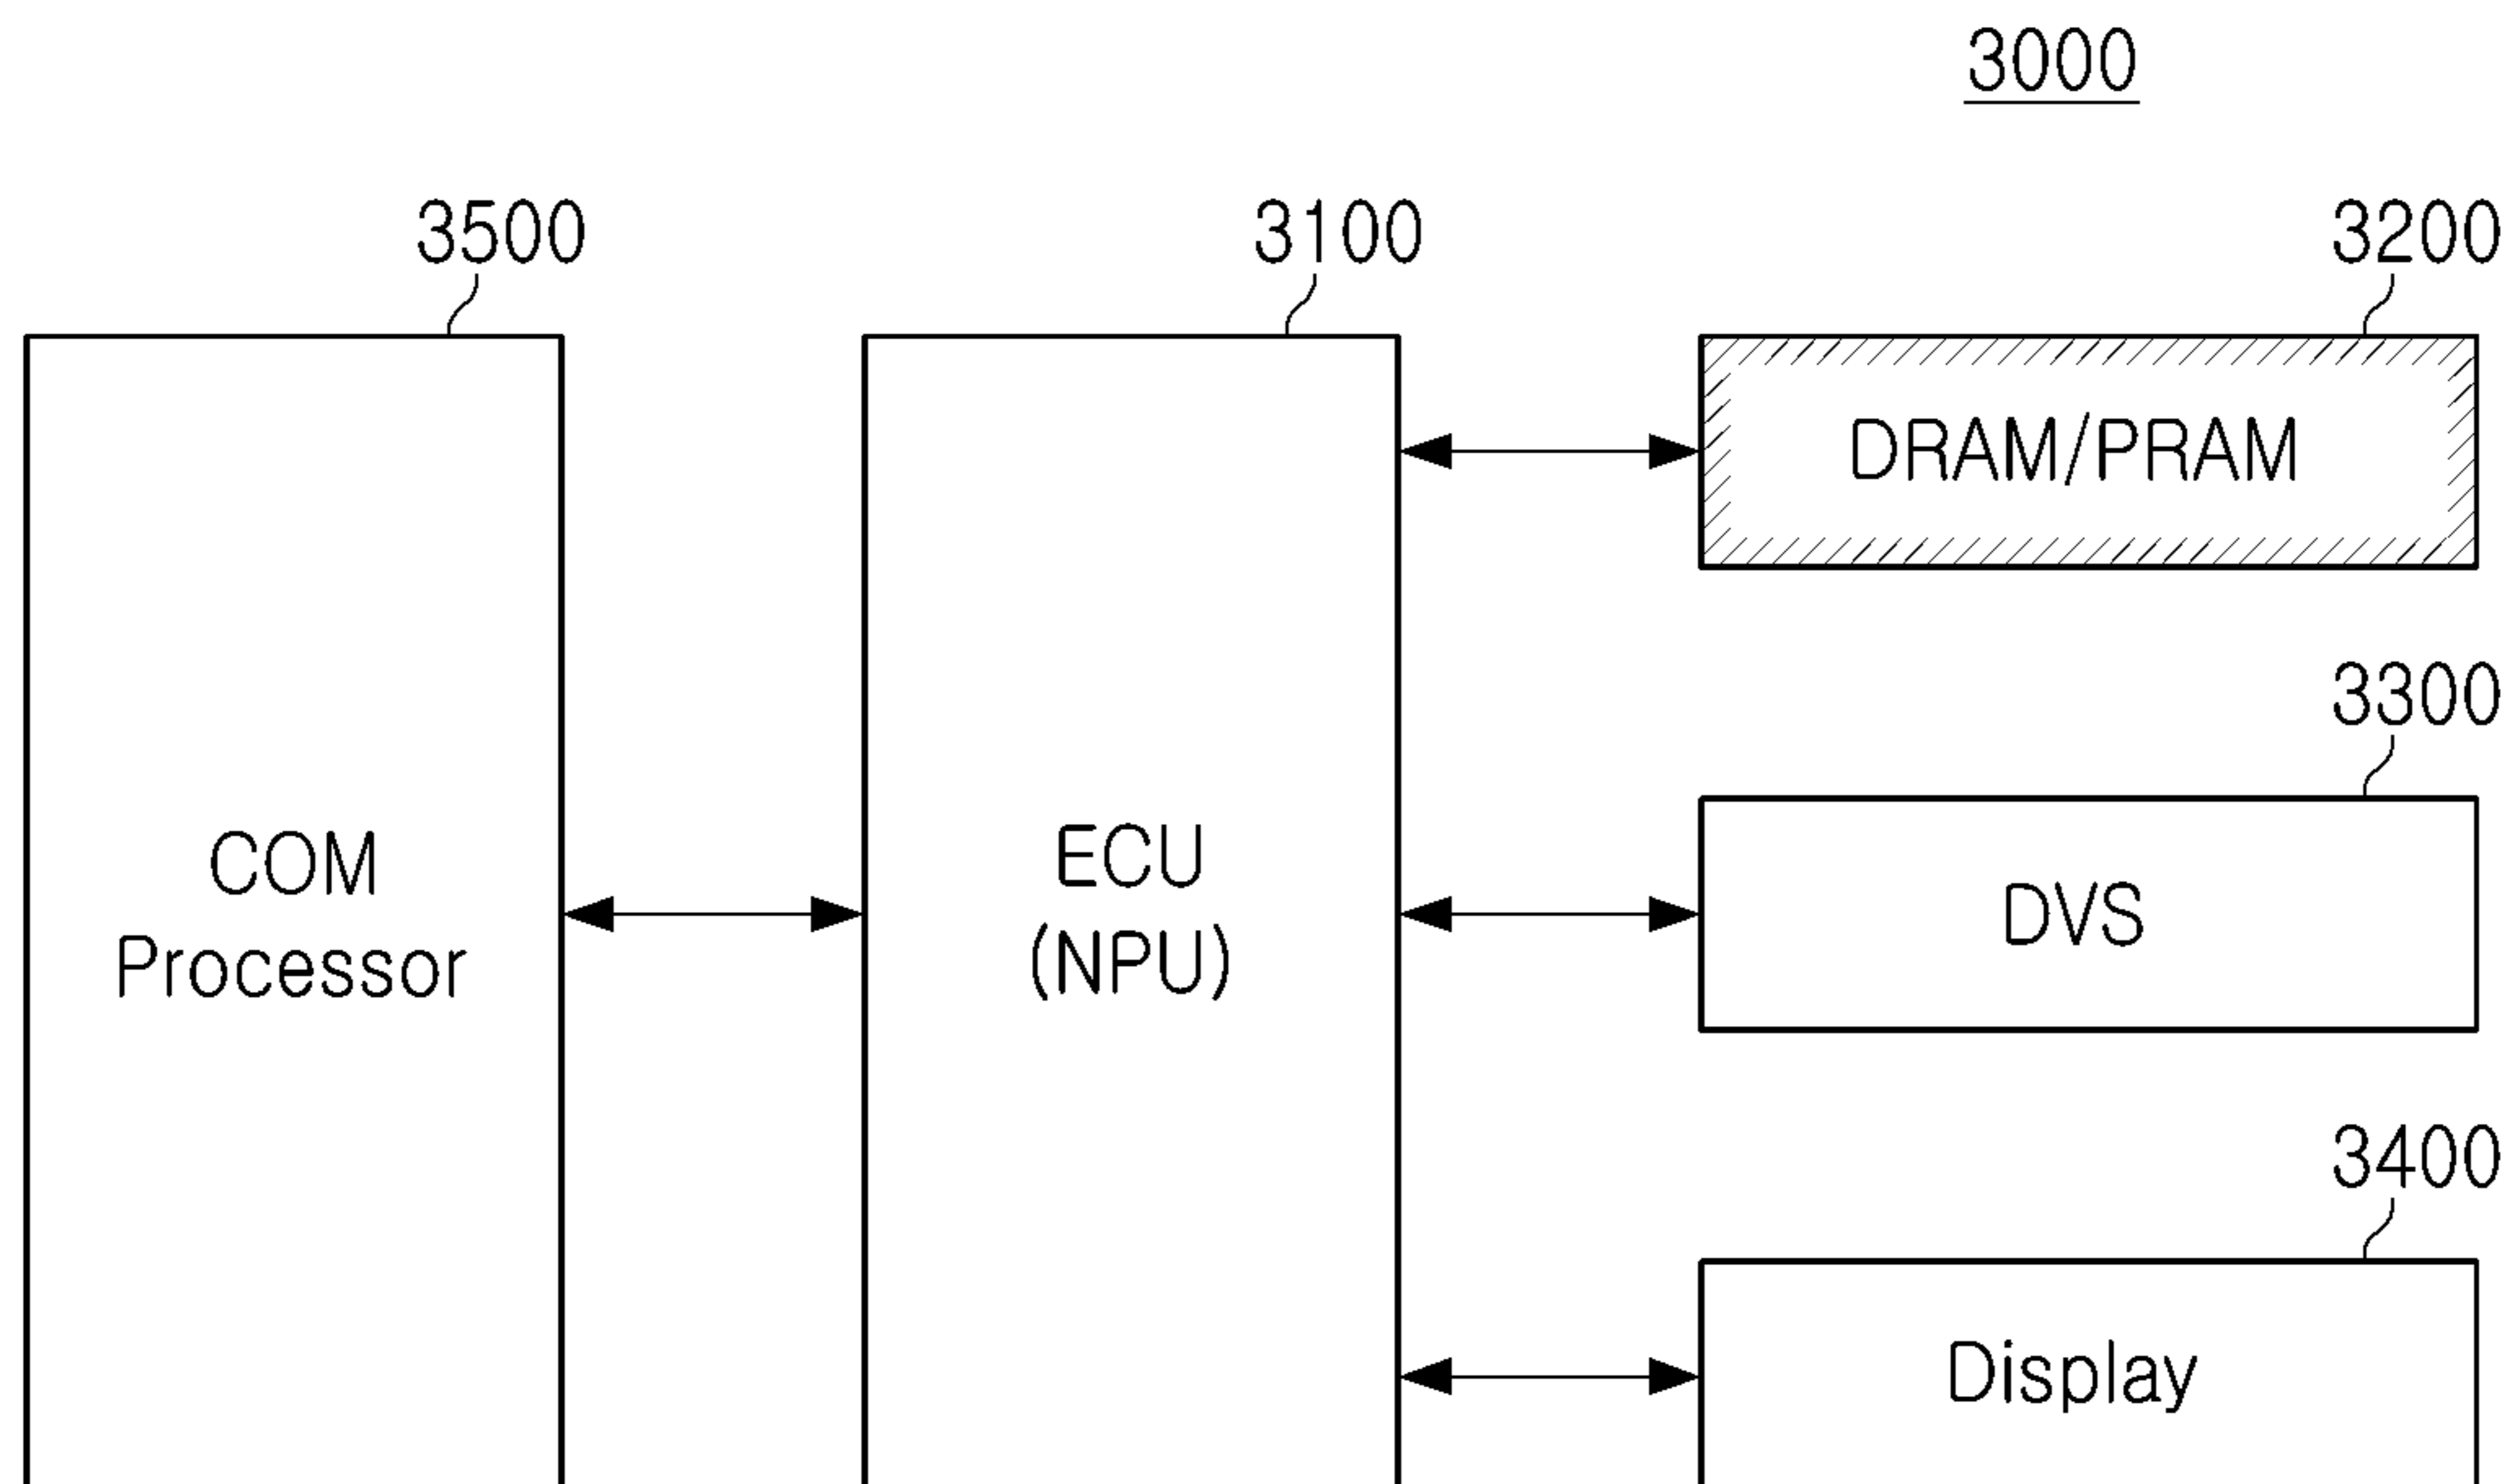 3000
3500
3100
3200
DRAM/PRAM
3300
COM
Processor
ECU
(NPU)
DVS
3400
Display